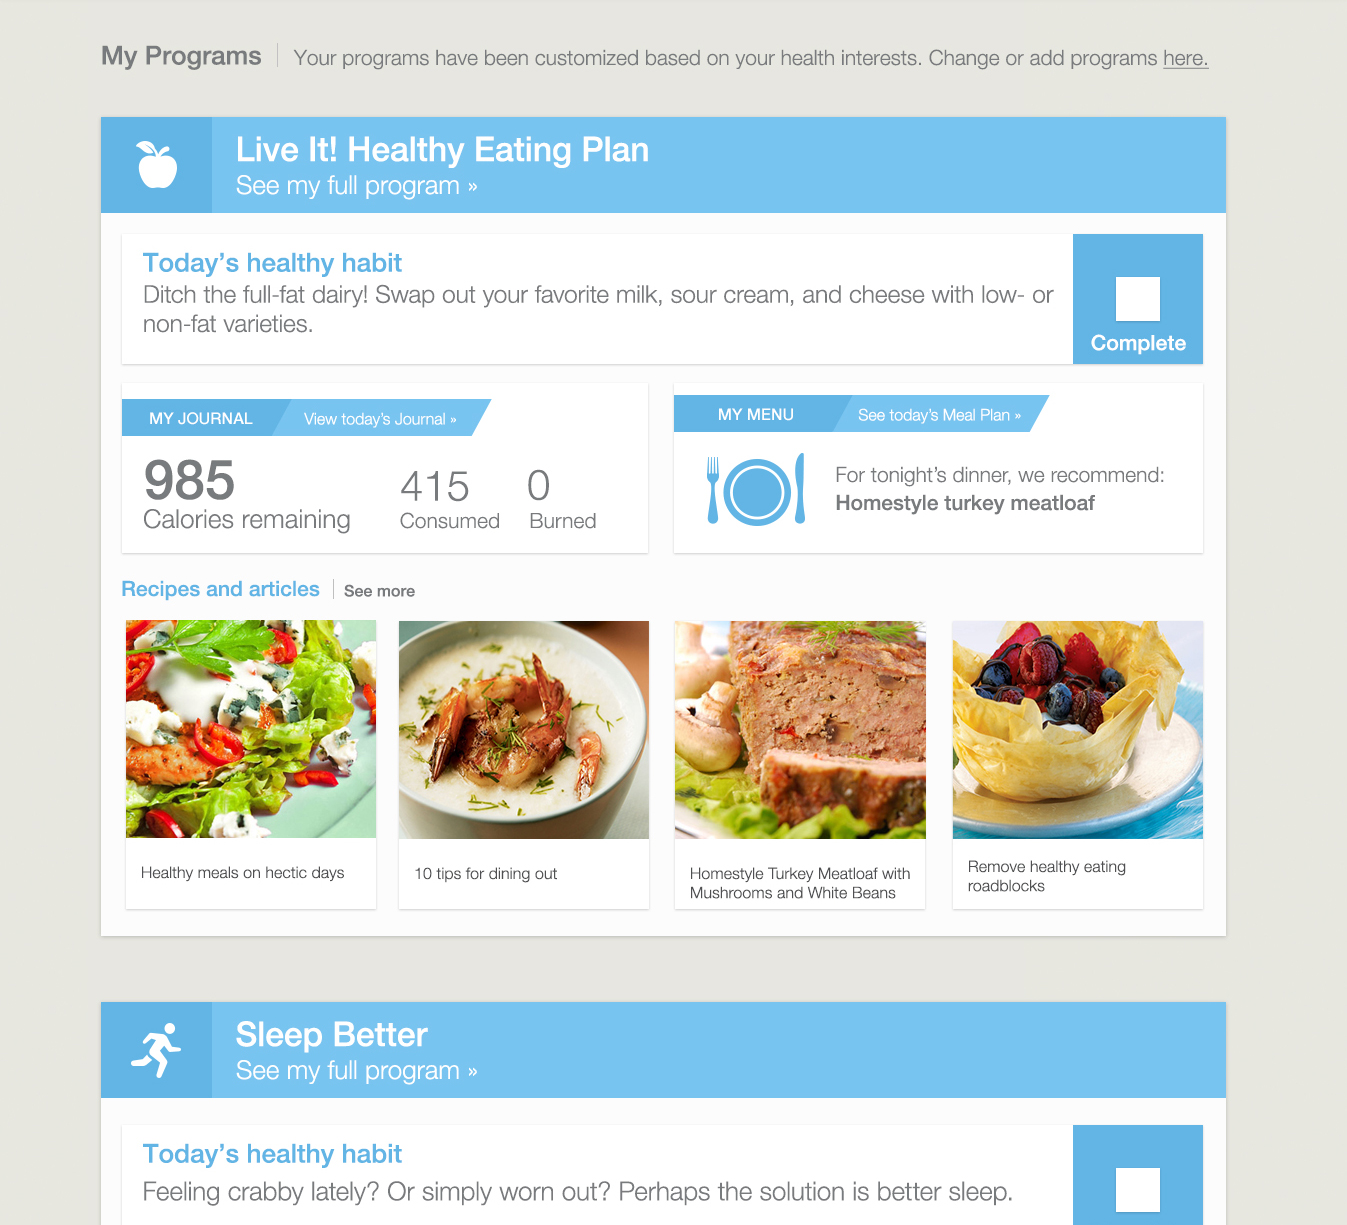 My Programs
Your programs have been customized based on your health interests. Change or add programs here.
Live It! Healthy Eating Plan
See my full program »
Today’s healthy habit
Ditch the full-fat dairy! Swap out your favorite milk, sour cream, and cheese with low- or
non-fat varieties.
Complete
MY JOURNAL
View today’s Journal »
985
Calories remaining
415
Consumed
0
Burned
MY MENU
See today’s Meal Plan »
For tonight’s dinner, we recommend:
Homestyle turkey meatloaf
Recipes and articles
See more
Healthy meals on hectic days
10 tips for dining out
Homestyle Turkey Meatloaf with
Mushrooms and White Beans
Remove healthy eating
roadblocks
Sleep Better
See my full program »
Today’s healthy habit
Feeling crabby lately? Or simply worn out? Perhaps the solution is better sleep.